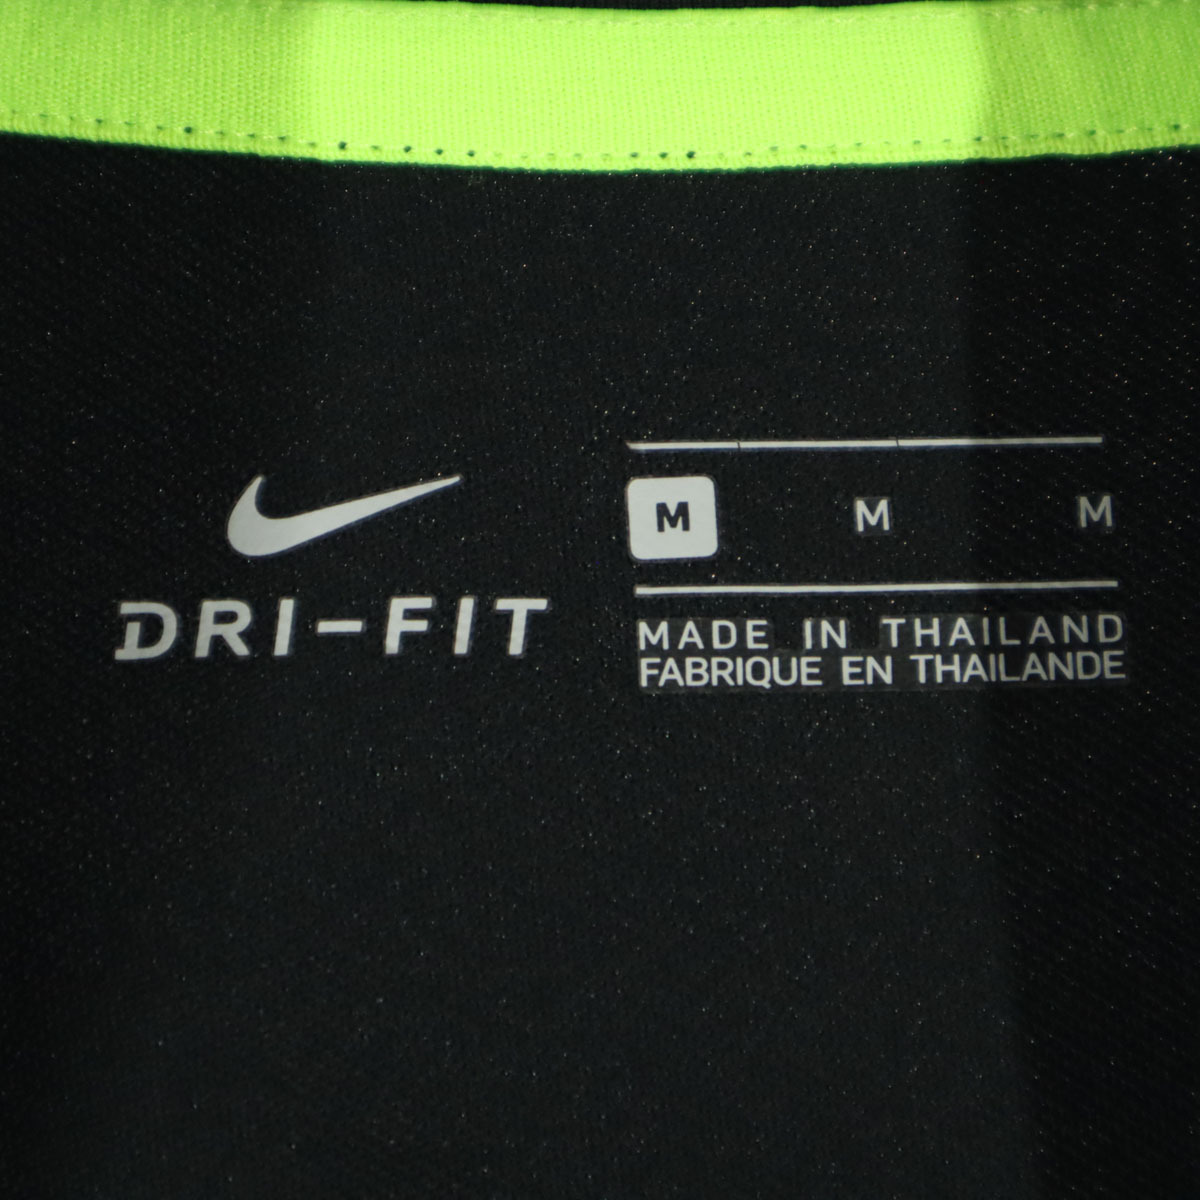 DRI-FIT
M M M
MADE IN THAILAND
FABRIQUE EN THAILANDE